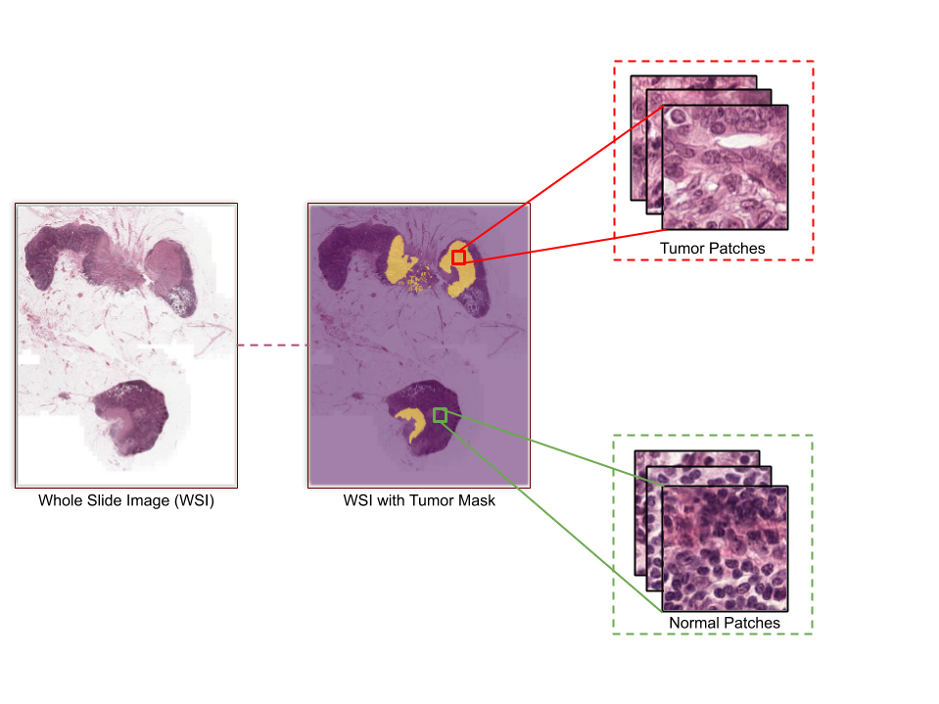 Tumor Patches
Whole Slide Image (WSI)
WSI with Tumor Mask
Normal Patches